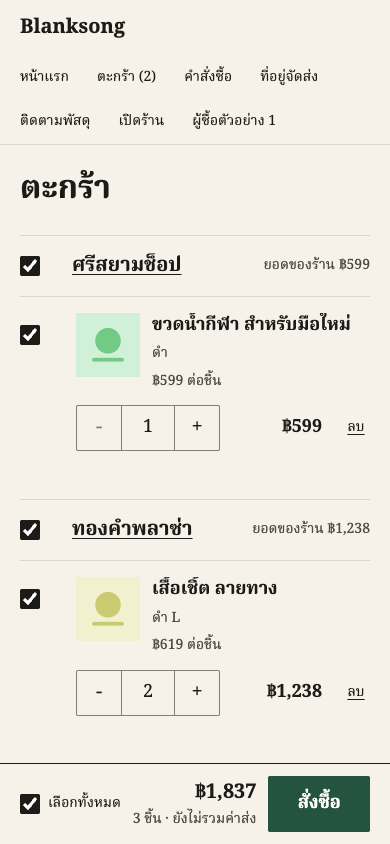 Blanksong
หน้าแรก ตะกร้า (2) คำสั่งซื้อ ที่อยู่จัดส่ง
ติดตามพัสดุ เปิดร้าน ผู้ซื้อตัวอย่าง 1
ตะกร้า
ศรีสยามช็อป ยอดของร้าน ฿599
ขวดน้ำกีฬา สำหรับมือใหม่
ดำ
฿599 ต่อชิ้น
- 1 + ฿599 ลบ
ทองคำพลาซ่า ยอดของร้าน ฿1,238
เสื้อเชิ้ต ลายทาง
ดำ L
฿619 ต่อชิ้น
- 2 + ฿1,238 ลบ
เลือกทั้งหมด ฿1,837 สั่งซื้อ
3 ชิ้น · ยังไม่รวมค่าส่ง